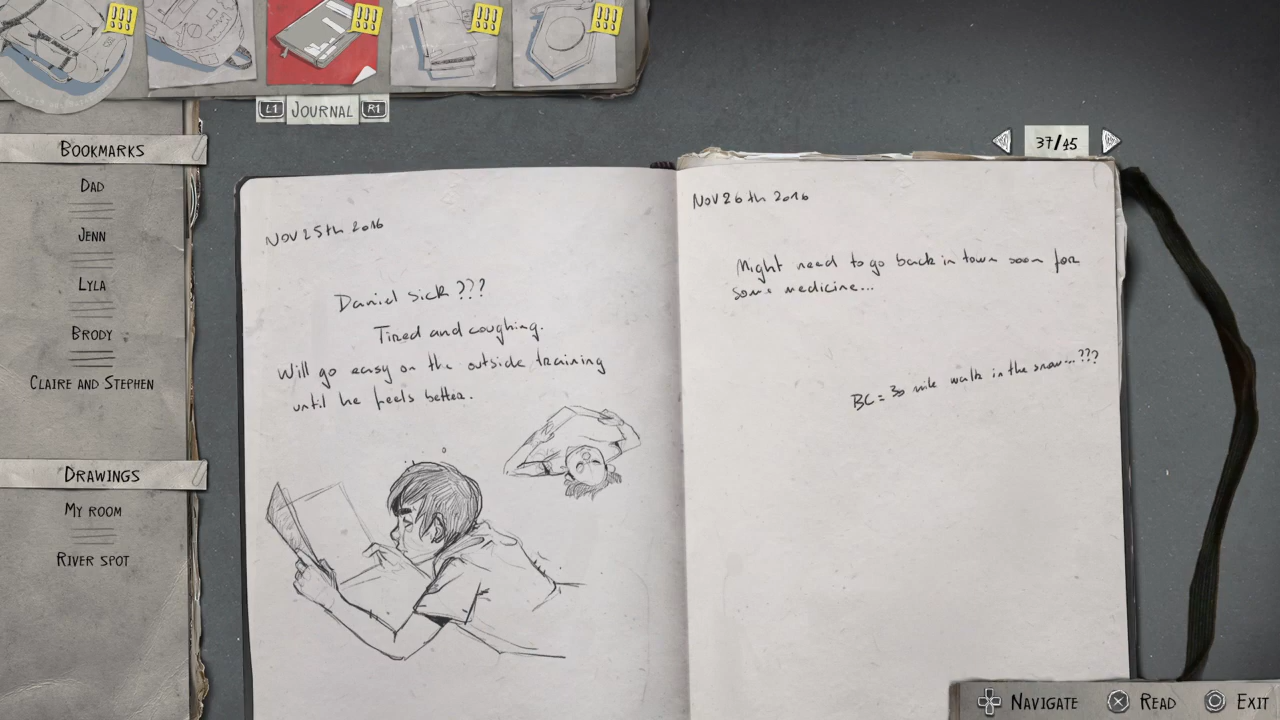 L1 JOURNAL R1
BOOKMARKS
DAD
JENN
LYLA
BRODY
CLAIRE AND STEPHEN
DRAWINGS
MY ROOM
RIVER SPOT
37/45
NOV 25th 2016
Daniel sick ???
Tired and coughing.
Will go easy on the outside training
until he feels better.
NOV 26th 2016
Might need to go back in town soon for
some medicine...
BC = 30 mile walk in the snow...???
NAVIGATE READ EXIT